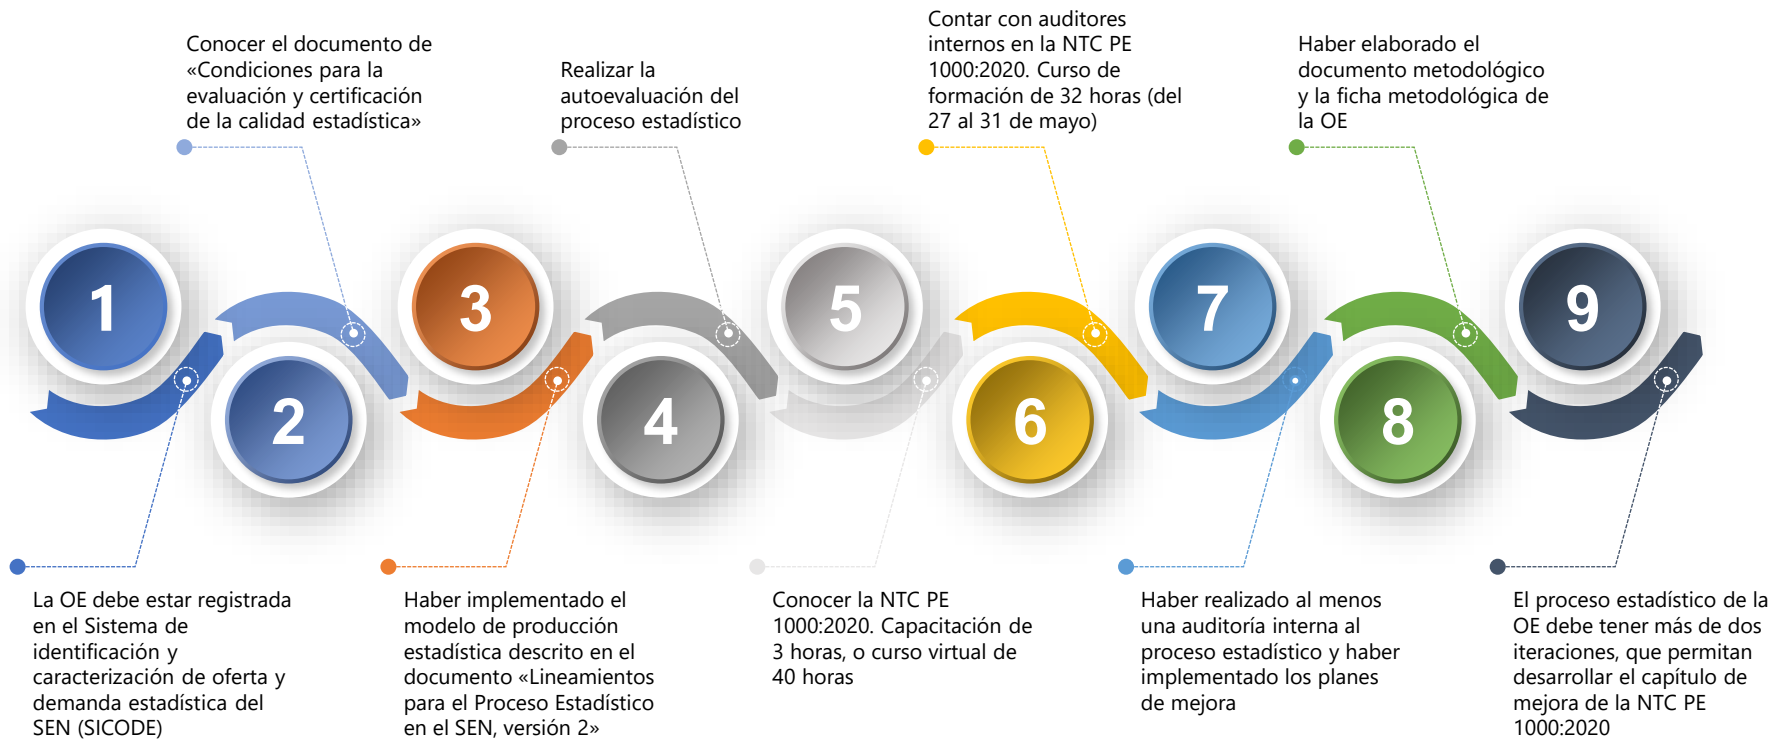 Conocer el documento de
«Condiciones para la
evaluación y certificación
de la calidad estadística»
Realizar la
autoevaluación del
proceso estadístico
Contar con auditores
internos en la NTC PE
1000:2020. Curso de
formación de 32 horas (del
27 al 31 de mayo)
Haber elaborado el
documento metodológico
y la ficha metodológica de
la OE
1
2
3
4
5
6
7
8
9
La OE debe estar registrada
en el Sistema de
identificación y
caracterización de oferta y
demanda estadística del
SEN (SICODE)
Haber implementado el
modelo de producción
estadística descrito en el
documento «Lineamientos
para el Proceso Estadístico
en el SEN, versión 2»
Conocer la NTC PE
1000:2020. Capacitación de
3 horas, o curso virtual de
40 horas
Haber realizado al menos
una auditoría interna al
proceso estadístico y haber
implementado los planes
de mejora
El proceso estadístico de la
OE debe tener más de dos
iteraciones, que permitan
desarrollar el capítulo de
mejora de la NTC PE
1000:2020